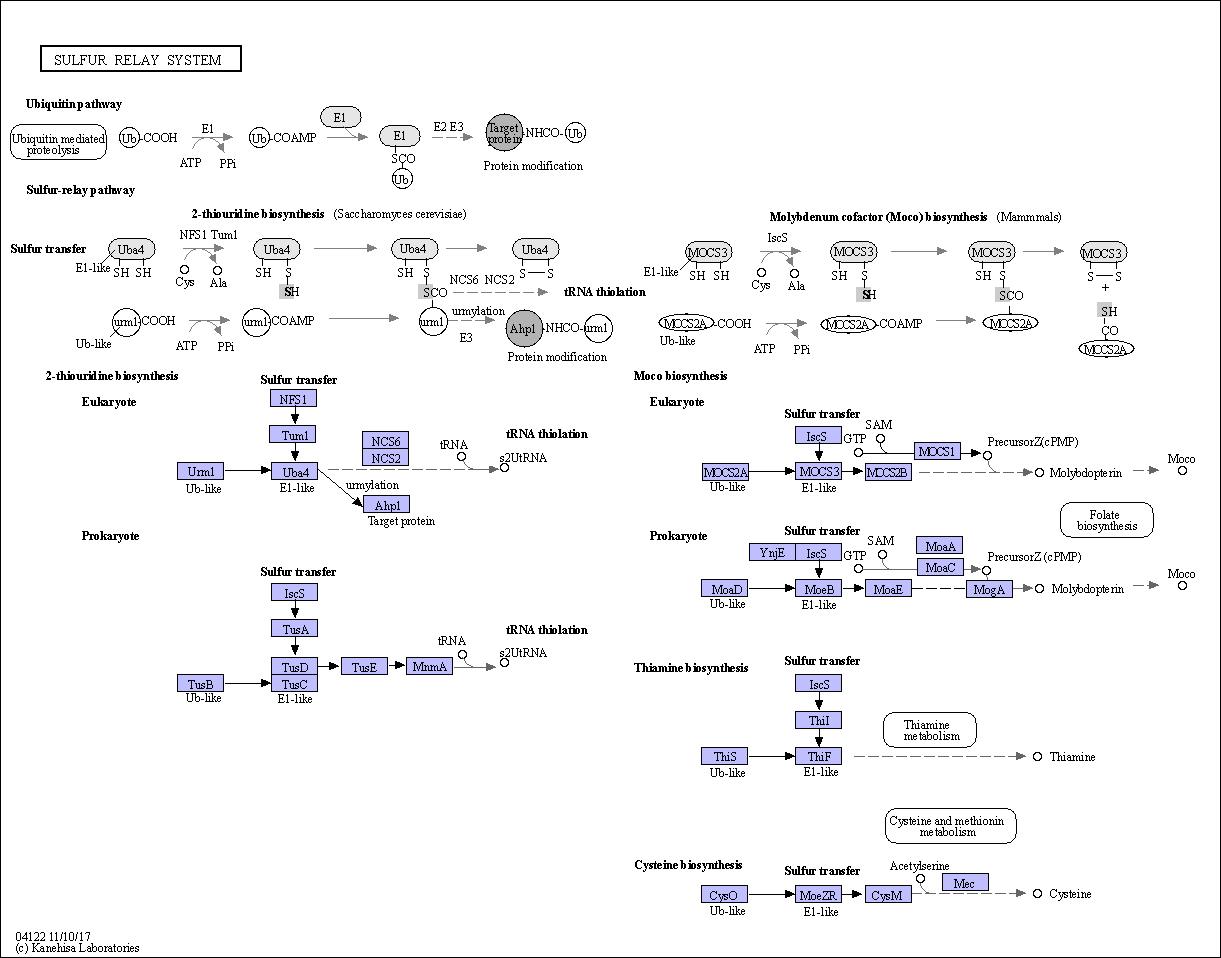 SULFUR RELAY SYSTEM
Ubiquitin pathway
Ubiquitin mediated
proteolysis
Ub
-COOH
E1
ATP
PPi
Ub
-COAMP
E1
E1
SCO
Ub
E2 E3
Target
protein
-NHCO-
Ub
Protein modification
Sulfur-relay pathway
2-thiouridine biosynthesis (Saccharomyces cerevisiae)
Sulfur transfer
Uba4
E1-like
SH SH
NFS1 Tum1
Cys
Ala
Uba4
SH S
SH
Uba4
SH S
SCO
urm1
NCS6 NCS2
tRNA thiolation
Uba4
S S
urm1
-COOH
Ub-like
ATP
PPi
urm1
-COAMP
urmylation
E3
Ahp1
-NHCO-
urm1
Protein modification
Molybdenum cofactor (Moco) biosynthesis (Mammmals)
MOCS3
E1-like
SH SH
IscS
Cys
Ala
MOCS3
SH S
SH
MOCS3
SH S
SCO
MOCS2A
MOCS3
S S
+
SH
CO
MOCS2A
MOCS2A
-COOH
Ub-like
ATP
PPi
MOCS2A
-COAMP
2-thiouridine biosynthesis
Eukaryote
Sulfur transfer
NFS1
Tum1
Urm1
Ub-like
Uba4
E1-like
NCS6
NCS2
tRNA
tRNA thiolation
s2UtRNA
urmylation
Ahp1
Target protein
Prokaryote
Sulfur transfer
IscS
TusA
TusD
TusC
E1-like
TusB
Ub-like
TusE
MnmA
tRNA
tRNA thiolation
s2UtRNA
Moco biosynthesis
Eukaryote
Sulfur transfer
IscS
GTP
SAM
MOCS1
PrecursorZ(cPMP)
MOCS2A
Ub-like
MOCS3
E1-like
MOCS2B
Molybdopterin
Moco
Folate
biosynthesis
Prokaryote
Sulfur transfer
YnjE
IscS
GTP
SAM
MoaA
MoaC
PrecursorZ (cPMP)
MoaD
Ub-like
MoeB
E1-like
MoaE
MogA
Molybdopterin
Moco
Thiamine biosynthesis
Sulfur transfer
IscS
ThiI
ThiS
Ub-like
ThiF
E1-like
Thiamine
metabolism
Thiamine
Cysteine and methionin
metabolism
Cysteine biosynthesis
Sulfur transfer
Acetylserine
CysO
Ub-like
MoeZR
E1-like
CysM
Mec
Cysteine
04122 11/10/17
(c) Kanehisa Laboratories